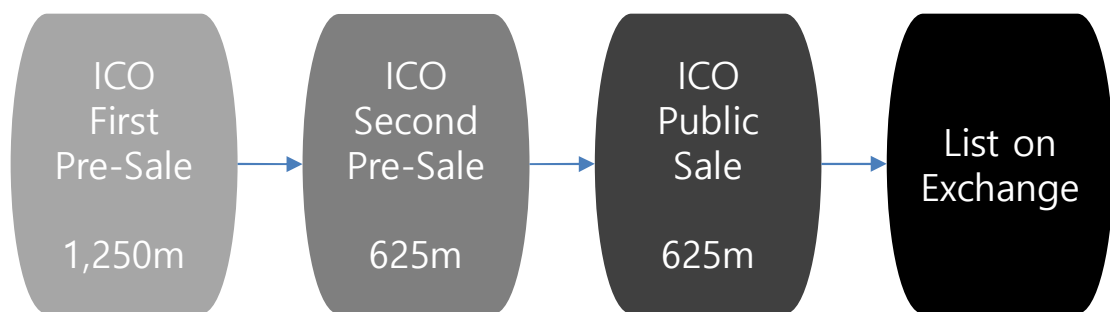 ICO
First
Pre-Sale
1,250m
ICO
Second
Pre-Sale
625m
ICO
Public
Sale
625m
List on
Exchange